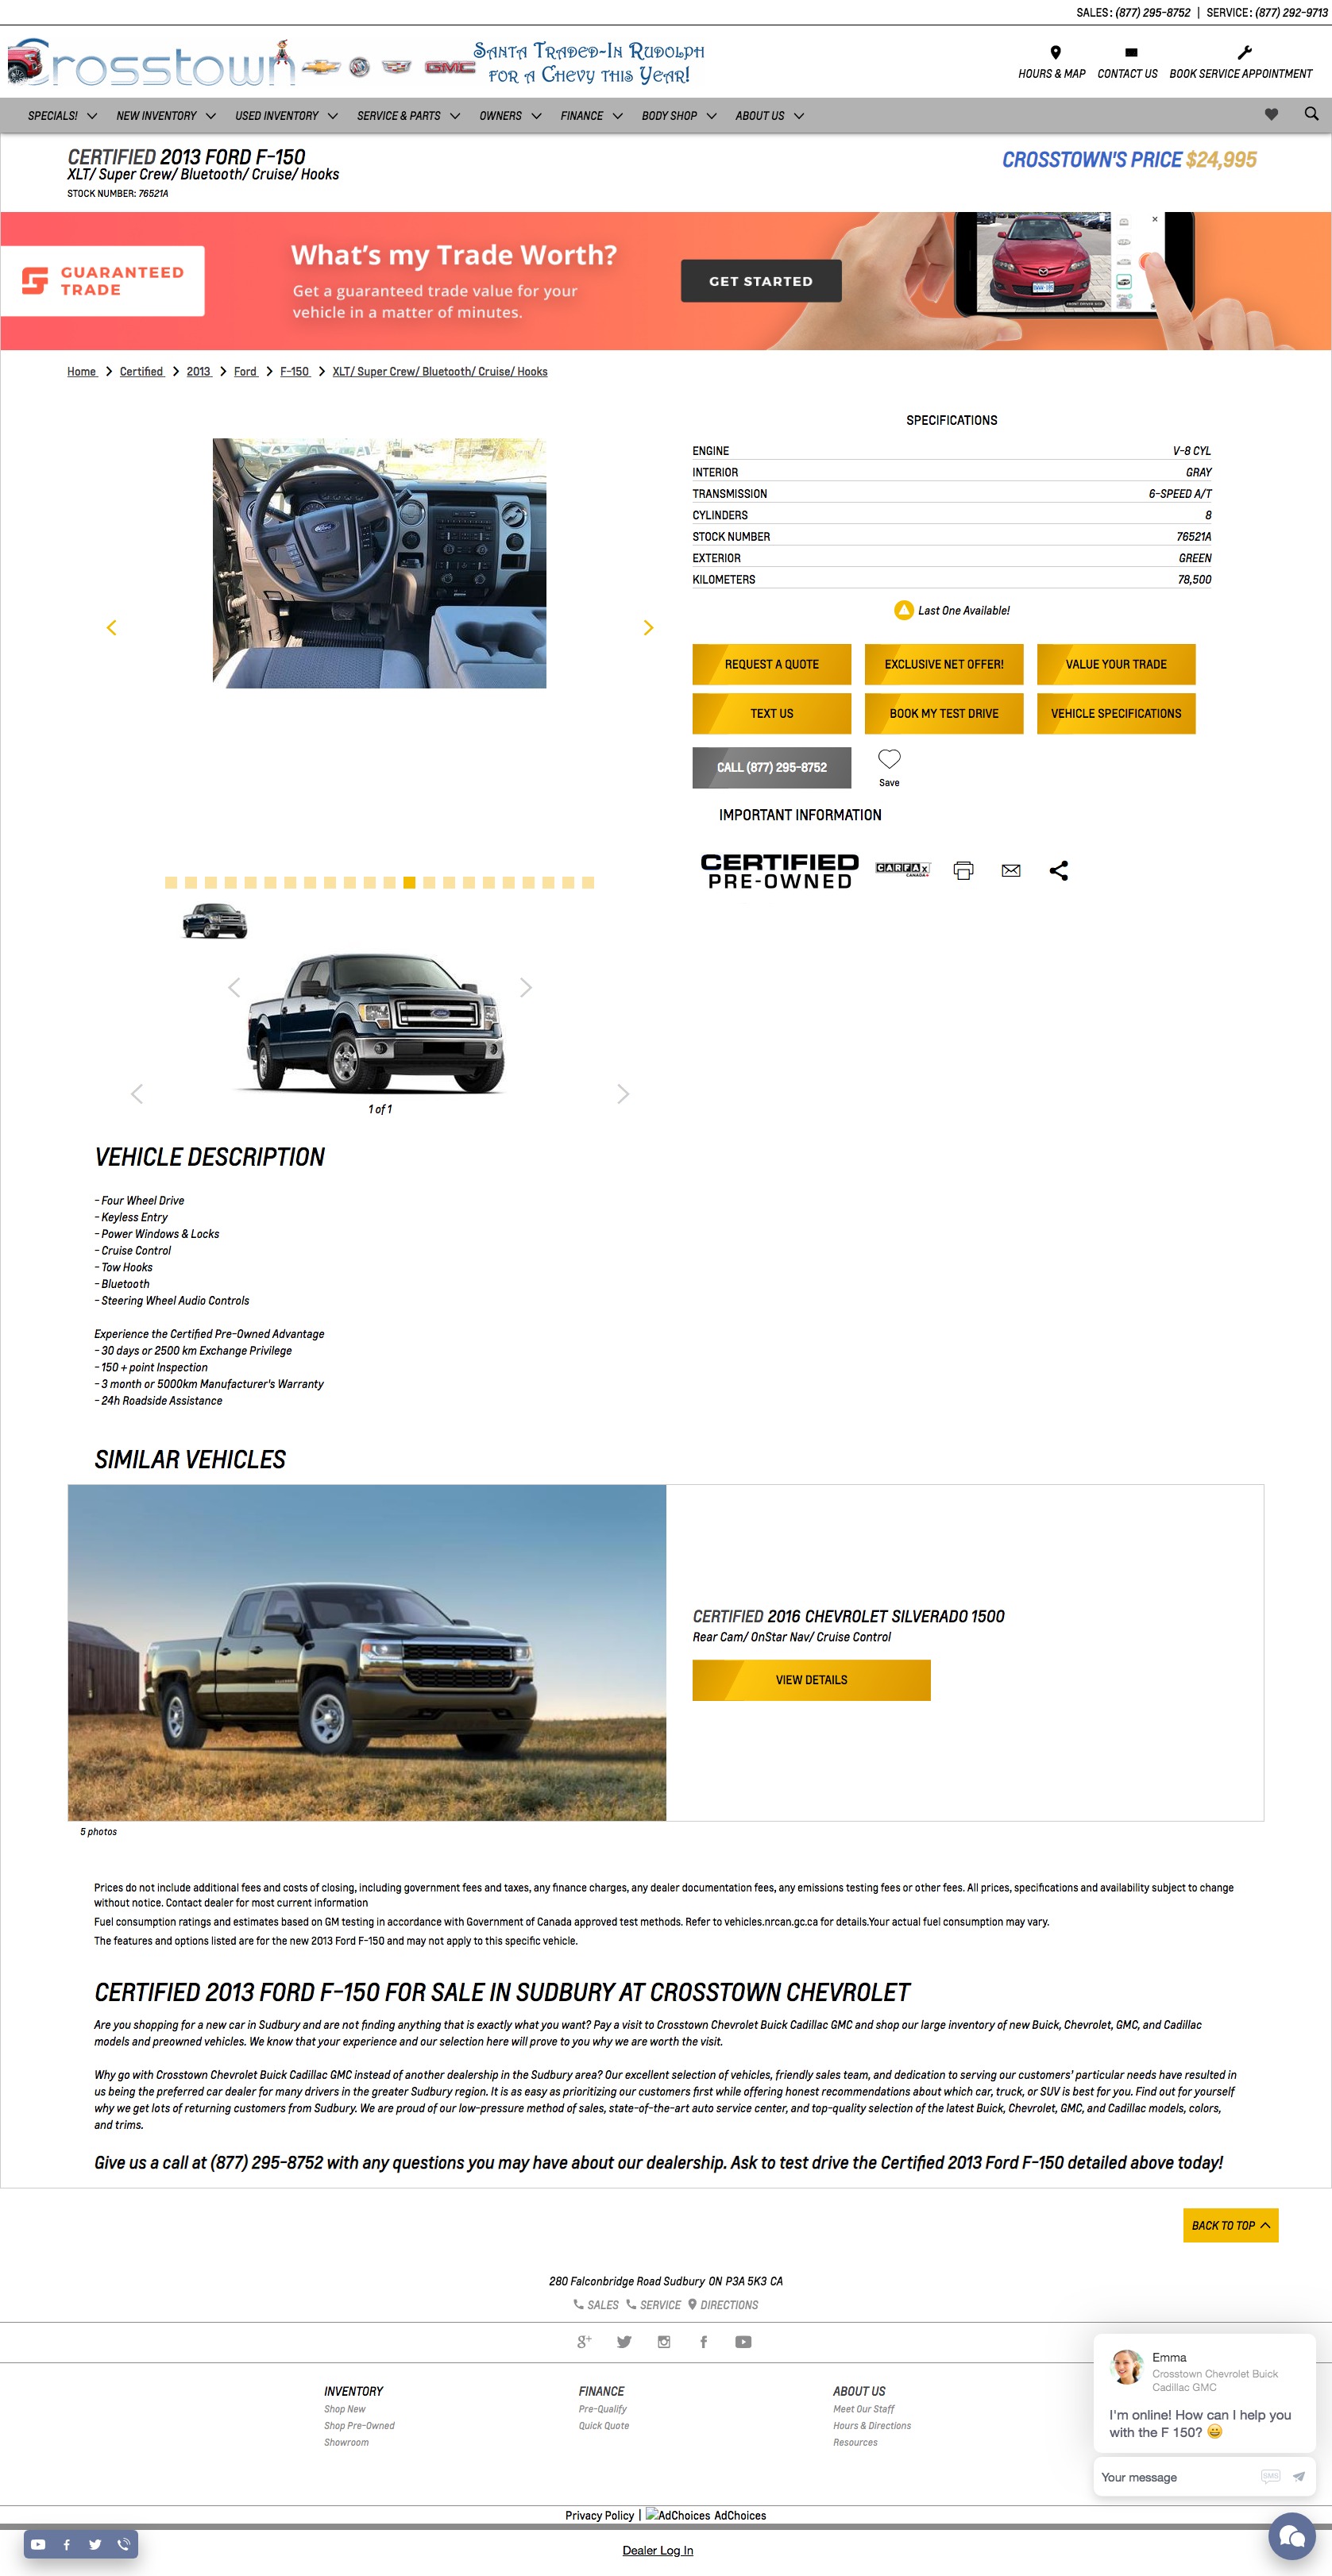 SALES: (877) 295-8752 | SERVICE: (877) 292-9713
Crosstown
GMC
Santa Traded-In Rudolph
for a Chevy this Year!
HOURS & MAP
CONTACT US
BOOK SERVICE APPOINTMENT
SPECIALS!
NEW INVENTORY
USED INVENTORY
SERVICE & PARTS
OWNERS
FINANCE
BODY SHOP
ABOUT US
CERTIFIED 2013 FORD F-150
XLT/ Super Crew/ Bluetooth/ Cruise/ Hooks
STOCK NUMBER: 76521A
CROSSTOWN'S PRICE $24,995
GUARANTEED
TRADE
What's my Trade Worth?
Get a guaranteed trade value for your
vehicle in a matter of minutes.
GET STARTED
Home > Certified > 2013 > Ford > F-150 > XLT/ Super Crew/ Bluetooth/ Cruise/ Hooks
SPECIFICATIONS
ENGINE V-8 CYL
INTERIOR GRAY
TRANSMISSION 6-SPEED A/T
CYLINDERS 8
STOCK NUMBER 76521A
EXTERIOR GREEN
KILOMETERS 78,500
Last One Available!
REQUEST A QUOTE
EXCLUSIVE NET OFFER!
VALUE YOUR TRADE
TEXT US
BOOK MY TEST DRIVE
VEHICLE SPECIFICATIONS
CALL (877) 295-8752
Save
IMPORTANT INFORMATION
CERTIFIED
PRE-OWNED
CARFAX
CANADA
1 of 1
VEHICLE DESCRIPTION
- Four Wheel Drive
- Keyless Entry
- Power Windows & Locks
- Cruise Control
- Tow Hooks
- Bluetooth
- Steering Wheel Audio Controls
Experience the Certified Pre-Owned Advantage
- 30 days or 2500 km Exchange Privilege
- 150 + point Inspection
- 3 month or 5000km Manufacturer's Warranty
- 24h Roadside Assistance
SIMILAR VEHICLES
CERTIFIED 2016 CHEVROLET SILVERADO 1500
Rear Cam/ OnStar Nav/ Cruise Control
VIEW DETAILS
5 photos
Prices do not include additional fees and costs of closing, including government fees and taxes, any finance charges, any dealer documentation fees, any emissions testing fees or other fees. All prices, specifications and availability subject to change
without notice. Contact dealer for most current information
Fuel consumption ratings and estimates based on GM testing in accordance with Government of Canada approved test methods. Refer to vehicles.nrcan.gc.ca for details.Your actual fuel consumption may vary.
The features and options listed are for the new 2013 Ford F-150 and may not apply to this specific vehicle.
CERTIFIED 2013 FORD F-150 FOR SALE IN SUDBURY AT CROSSTOWN CHEVROLET
Are you shopping for a new car in Sudbury and are not finding anything that is exactly what you want? Pay a visit to Crosstown Chevrolet Buick Cadillac GMC and shop our large inventory of new Buick, Chevrolet, GMC, and Cadillac
models and preowned vehicles. We know that your experience and our selection here will prove to you why we are worth the visit.
Why go with Crosstown Chevrolet Buick Cadillac GMC instead of another dealership in the Sudbury area? Our excellent selection of vehicles, friendly sales team, and dedication to serving our customers' particular needs have resulted in
us being the preferred car dealer for many drivers in the greater Sudbury region. It is as easy as prioritizing our customers first while offering honest recommendations about which car, truck, or SUV is best for you. Find out for yourself
why we get lots of returning customers from Sudbury. We are proud of our low-pressure method of sales, state-of-the-art auto service center, and top-quality selection of the latest Buick, Chevrolet, GMC, and Cadillac models, colors,
and trims.
Give us a call at (877) 295-8752 with any questions you may have about our dealership. Ask to test drive the Certified 2013 Ford F-150 detailed above today!
BACK TO TOP
280 Falconbridge Road Sudbury ON P3A 5K3 CA
SALES SERVICE DIRECTIONS
INVENTORY
Shop New
Shop Pre-Owned
Showroom
FINANCE
Pre-Qualify
Quick Quote
ABOUT US
Meet Our Staff
Hours & Directions
Resources
Emma
Crosstown Chevrolet Buick
Cadillac GMC
I'm online! How can I help you
with the F 150? 😀
Your message
SMS
Privacy Policy | AdChoices AdChoices
Dealer Log In